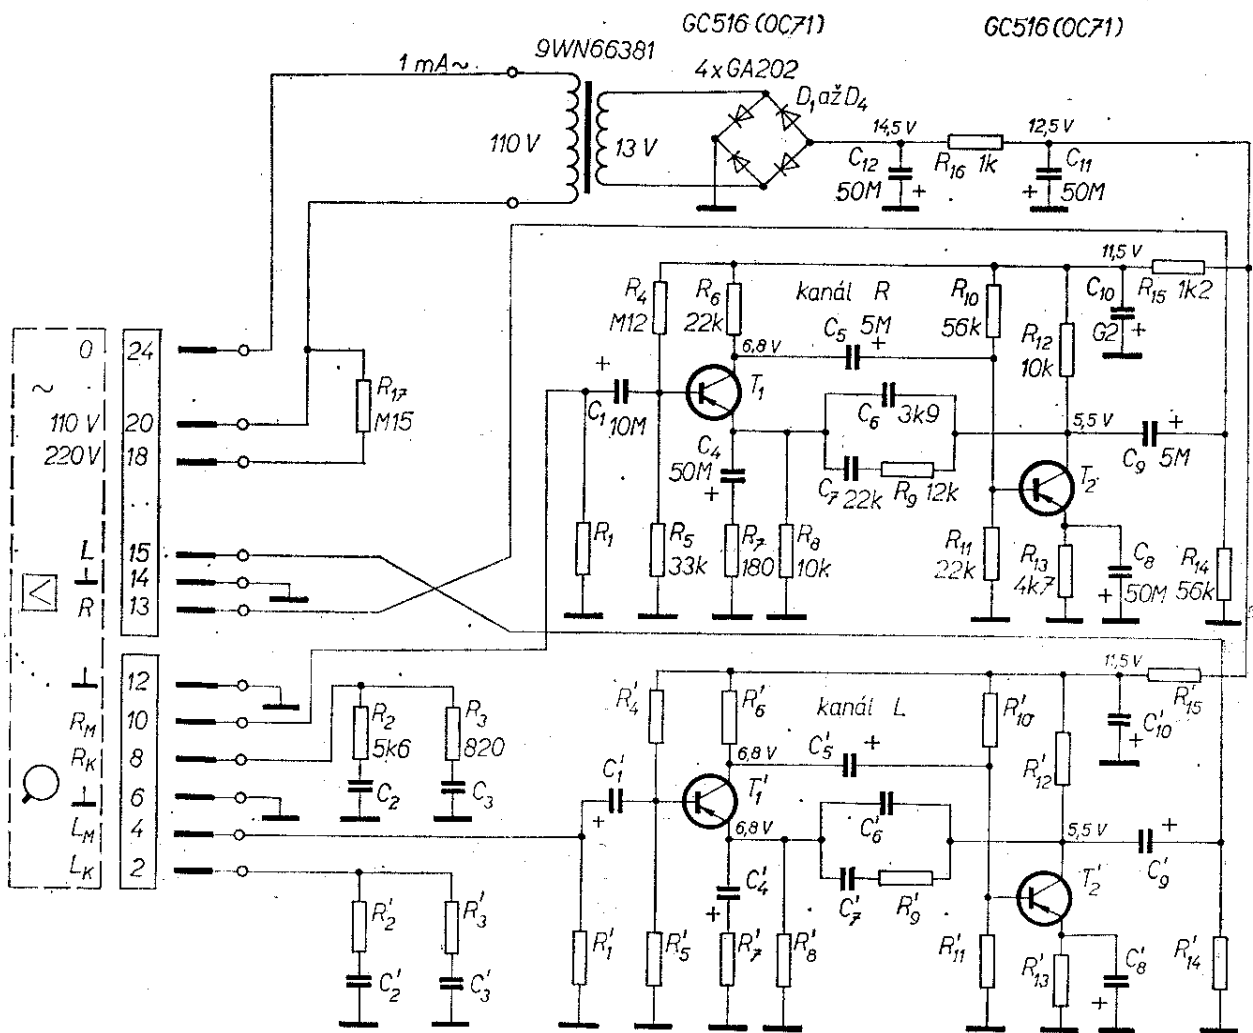 GC516 (OC71)
GC516 (OC71)
9WN66381
4xGA202
1 mA~
D1 až D4
110 V
13 V
14,5 V
12,5 V
C12
50M
R16
1k
C11
50M
11,5 V
R4
M12
R6
22k
kanál R
R10
56k
C10
G2
R15
1k2
C5
5M
R12
10k
6,8 V
T1
C1
10M
C6
3k9
5,5 V
C9
5M
C4
50M
C7
22k
R9
12k
T2
R1
R5
33k
R7
180
R8
10k
R11
22k
R13
4k7
C8
50M
R14
56k
0
24
~
110 V
20
220V
18
R17
M15
L
15
14
R
13
12
RM
10
RK
8
6
LM
4
LK
2
R2
5k6
R3
820
C2
C3
R'2
R'3
C'2
C'3
11,5 V
R'4
R'6
kanál L
R'10
C'10
R'15
C'5
R'12
6,8 V
C'1
T'1
6,8 V
C'6
5,5 V
C'9
C'4
C'7
R'9
T'2
R'1
R'5
R'7
R'8
R'11
R'13
C'8
R'14